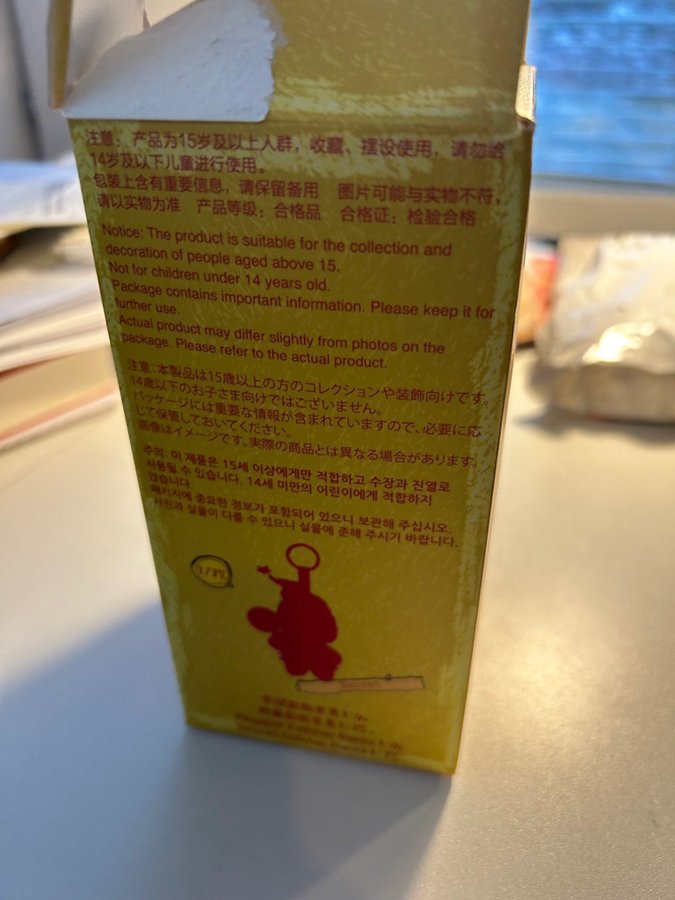 注意：产品为15岁及以上人群，收藏、摆设使用，请勿给
14岁及以下儿童进行使用。
包装上含有重要信息，请保留备用 图片可能与实物不符，
请以实物为准 产品等级：合格品 合格证：检验合格
Notice: The product is suitable for the collection and
decoration of people aged above 15.
Not for children under 14 years old.
Package contains important information. Please keep it for
further use.
Actual product may differ slightly from photos on the
package. Please refer to the actual product.
注意：本製品は15歳以上の方のコレクションや装飾向けです。
14歳以下のお子さま向けではございません。
パッケージには重要な情報が含まれていますので、必要に応
じて保管しておいてください。
画像はイメージです。実際の商品とは異なる場合があります。
주의: 이 제품은 15세 이상에게만 적합하고 수장과 진열로
사용될 수 있습니다. 14세 미만의 어린이에게 적합하지
않습니다.
패키지에 중요한 정보가 포함되어 있으니 보관해 주십시오.
사진과 실물이 다를 수 있으니 실물에 준해 주시기 바랍니다.
1/72
Secret